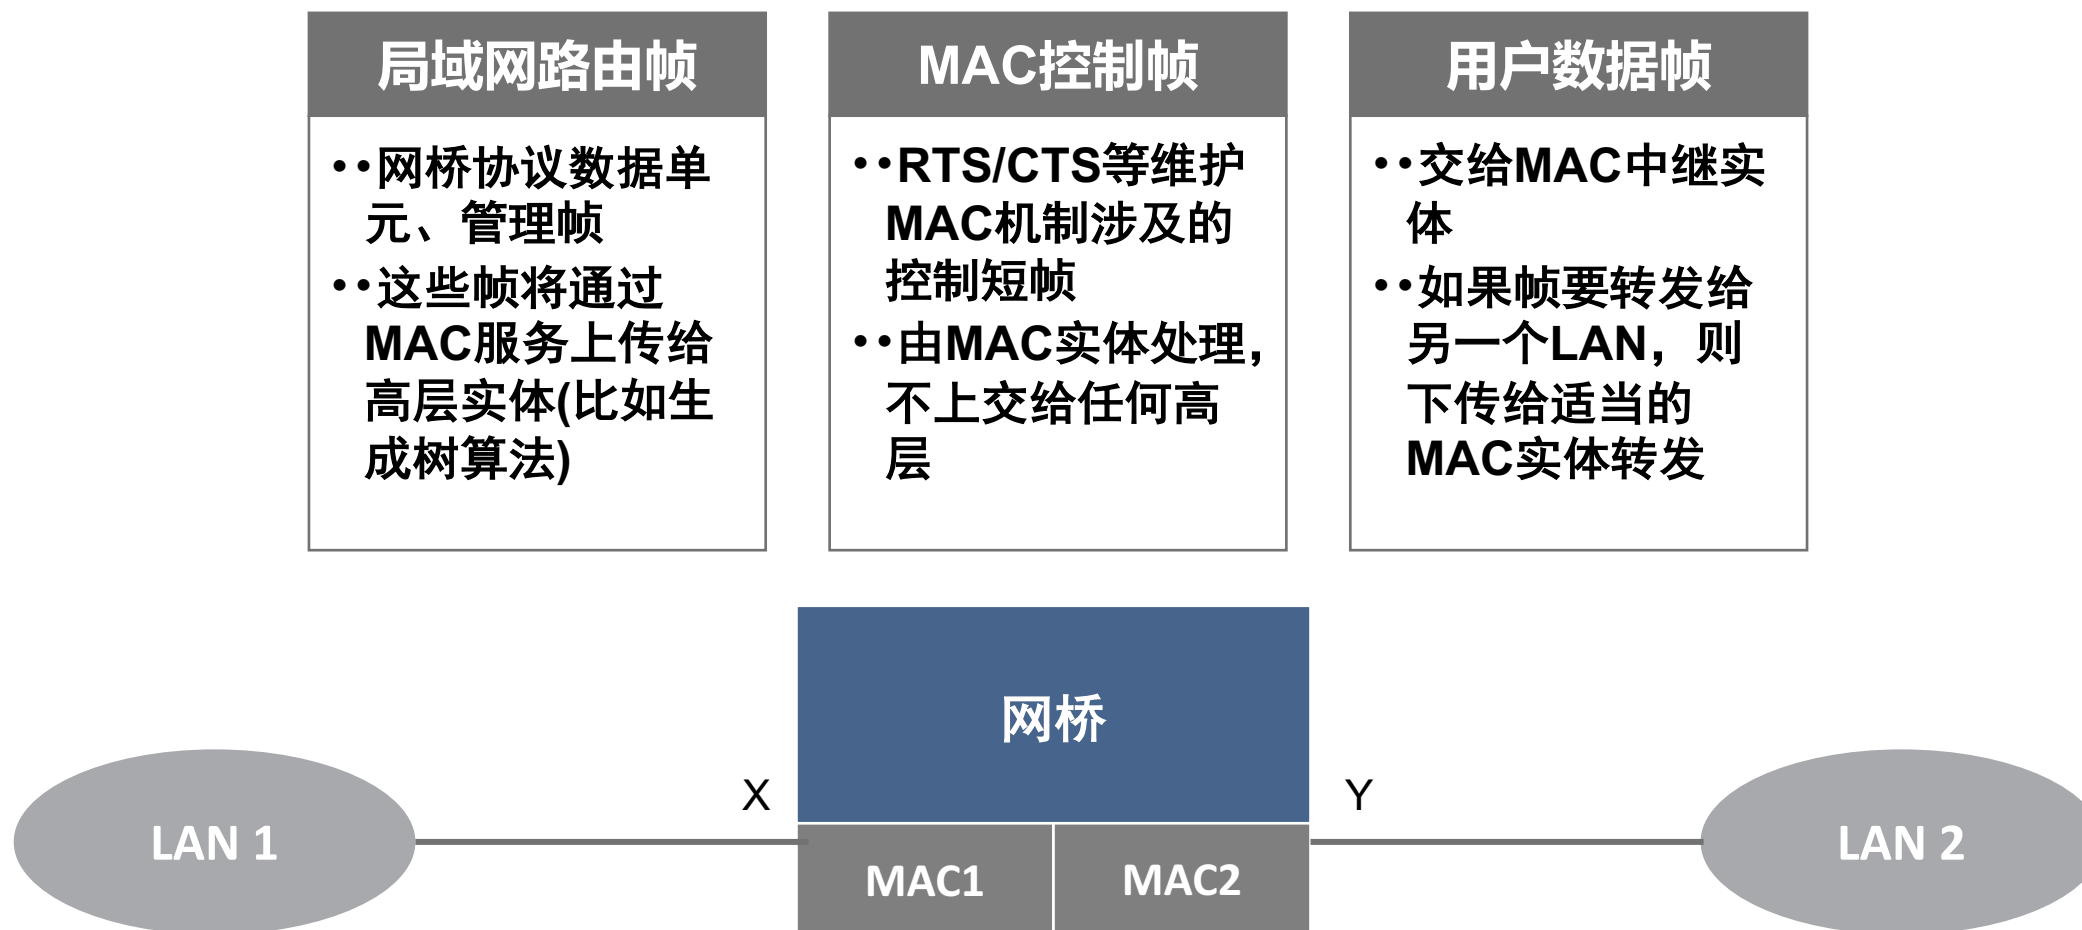 局域网路由帧
••网桥协议数据单
元、管理帧
••这些帧将通过
MAC服务上传给
高层实体(比如生
成树算法)
MAC控制帧
••RTS/CTS等维护
MAC机制涉及的
控制短帧
••由MAC实体处理，
不上交给任何高
层
用户数据帧
••交给MAC中继实
体
••如果帧要转发给
另一个LAN，则
下传给适当的
MAC实体转发
网桥
X
Y
LAN 1
LAN 2
MAC1
MAC2